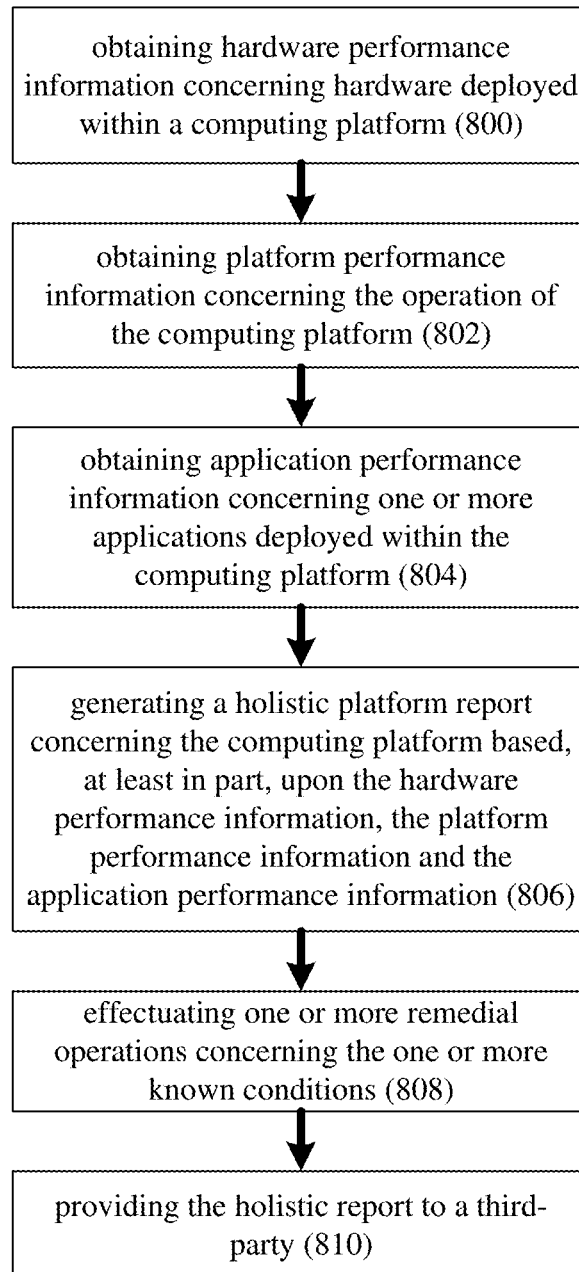 obtaining hardware performance
information concerning hardware deployed
within a computing platform (800)
obtaining platform performance
information concerning the operation of
the computing platform (802)
obtaining application performance
information concerning one or more
applications deployed within the
computing platform (804)
generating a holistic platform report
concerning the computing platform based,
at least in part, upon the hardware
performance information, the platform
performance information and the
application performance information (806)
effectuating one or more remedial
operations concerning the one or more
known conditions (808)
providing the holistic report to a third-
party (810)